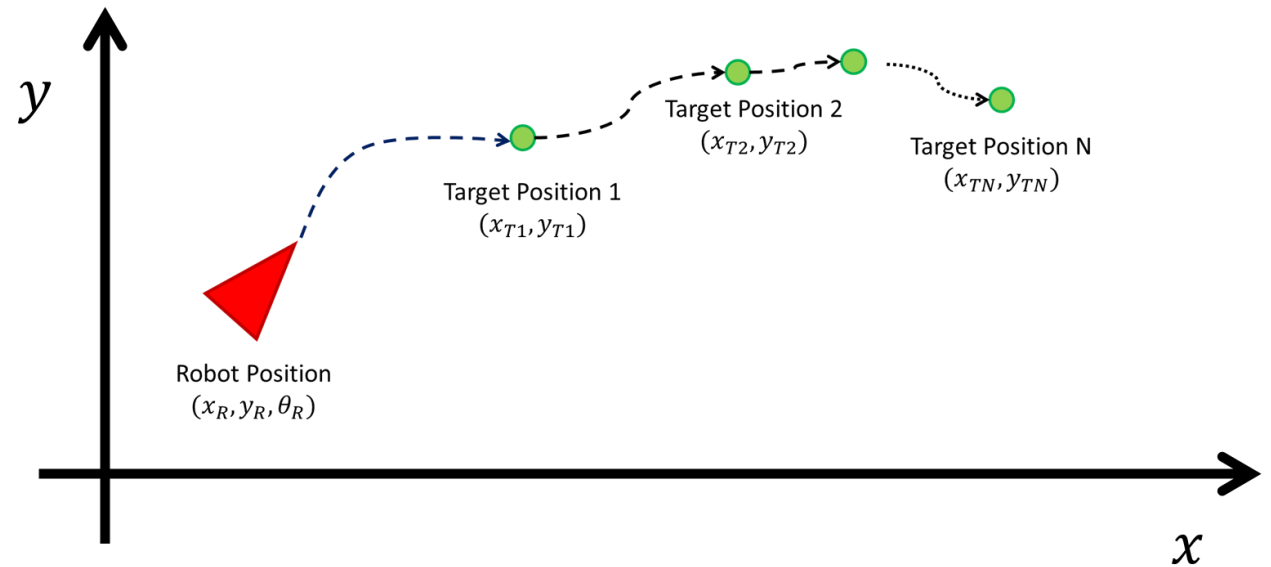 y
Target Position 2
(x_{T2}, y_{T2})
Target Position N
(x_{TN}, y_{TN})
Target Position 1
(x_{T1}, y_{T1})
Robot Position
(x_R, y_R, θ_R)
x